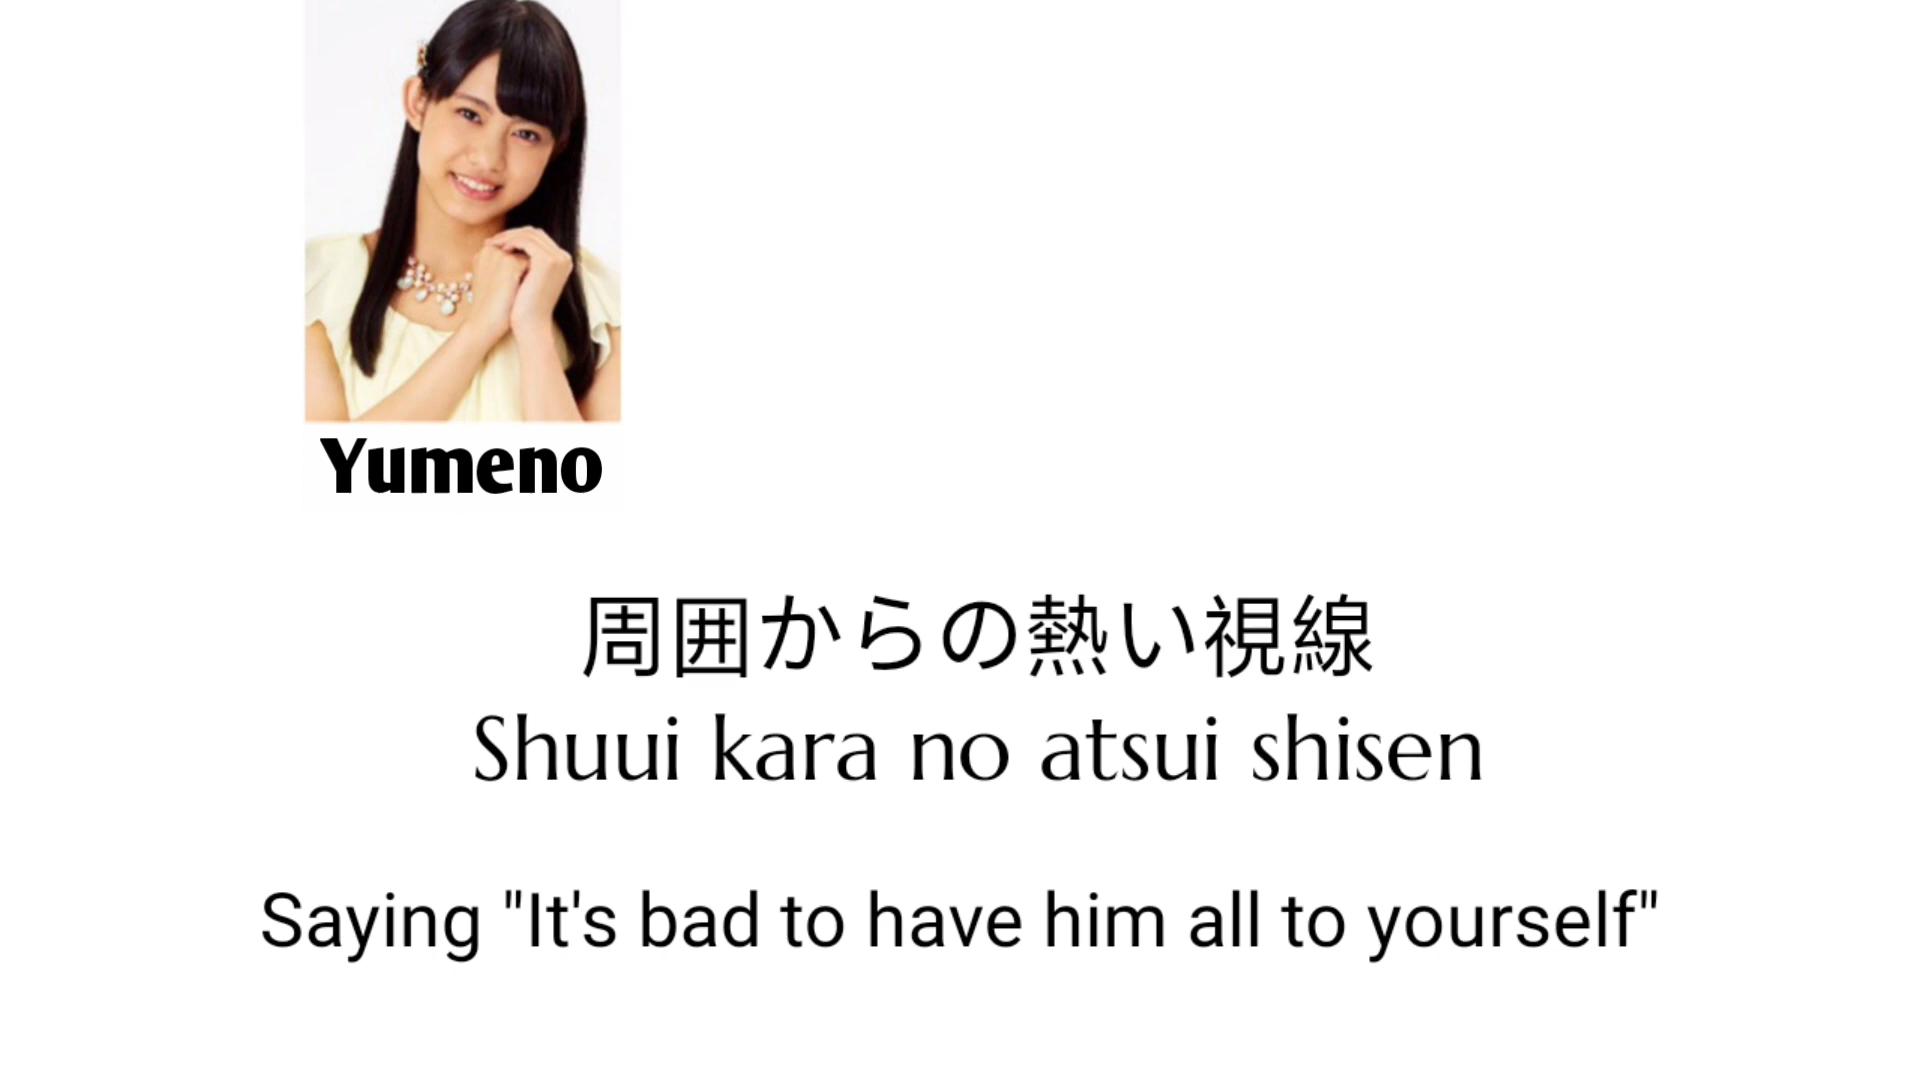 Yumeno
周囲からの熱い視線
Shuui kara no atsui shisen
Saying "It's bad to have him all to yourself"